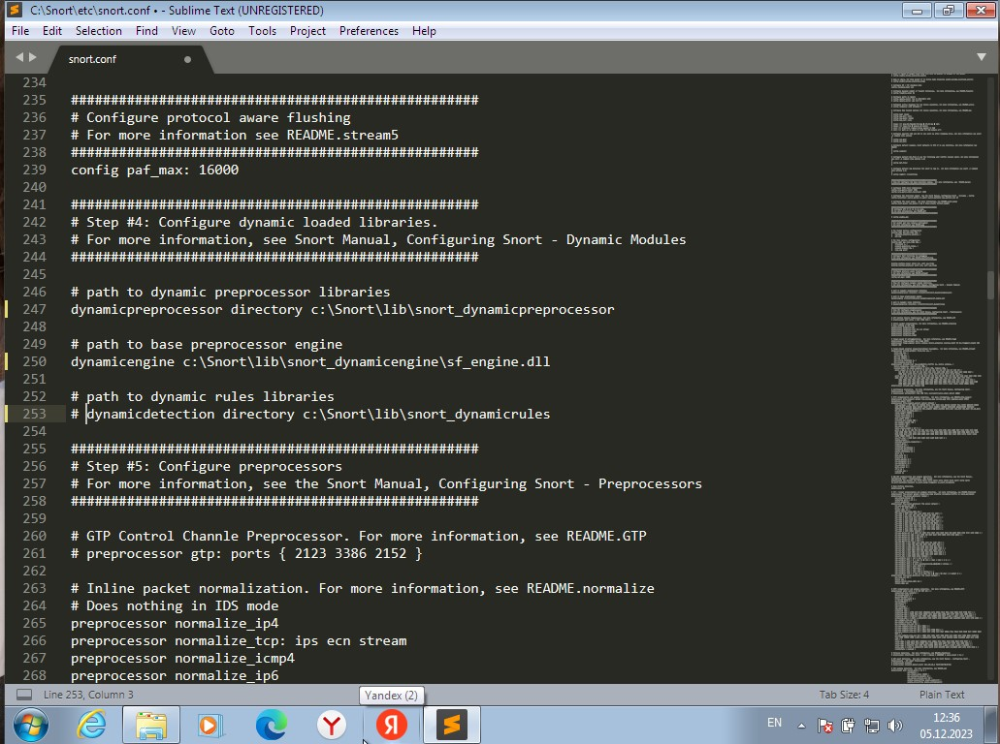 C:\Snort\etc\snort.conf • - Sublime Text (UNREGISTERED)
File Edit Selection Find View Goto Tools Project Preferences Help
snort.conf
234
235 ###################################################
236 # Configure protocol aware flushing
237 # For more information see README.stream5
238 ###################################################
239 config paf_max: 16000
240
241 ###################################################
242 # Step #4: Configure dynamic loaded libraries.
243 # For more information, see Snort Manual, Configuring Snort - Dynamic Modules
244 ###################################################
245
246 # path to dynamic preprocessor libraries
247 dynamicpreprocessor directory c:\Snort\lib\snort_dynamicpreprocessor
248
249 # path to base preprocessor engine
250 dynamicengine c:\Snort\lib\snort_dynamicengine\sf_engine.dll
251
252 # path to dynamic rules libraries
253 # dynamicdetection directory c:\Snort\lib\snort_dynamicrules
254
255 ###################################################
256 # Step #5: Configure preprocessors
257 # For more information, see the Snort Manual, Configuring Snort - Preprocessors
258 ###################################################
259
260 # GTP Control Channle Preprocessor. For more information, see README.GTP
261 # preprocessor gtp: ports { 2123 3386 2152 }
262
263 # Inline packet normalization. For more information, see README.normalize
264 # Does nothing in IDS mode
265 preprocessor normalize_ip4
266 preprocessor normalize_tcp: ips ecn stream
267 preprocessor normalize_icmp4
268 preprocessor normalize_ip6
Line 253, Column 3
Yandex (2)
Tab Size: 4
Plain Text
Y
Я
EN
12:36
05.12.2023